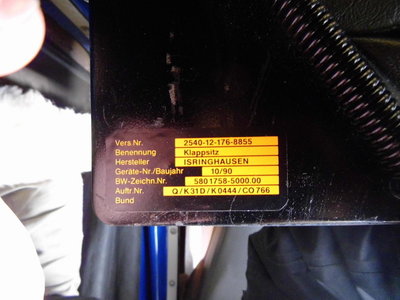 Vers Nr. 2540-12-176-8855
Benennung Klappsitz
Hersteller ISRINGHAUSEN
Geräte-Nr./Baujahr 10/90
BW-Zeichn.Nr. 5801758-5000.00
Auftr.Nr. Q/K31D/K0444/CO766
Bund